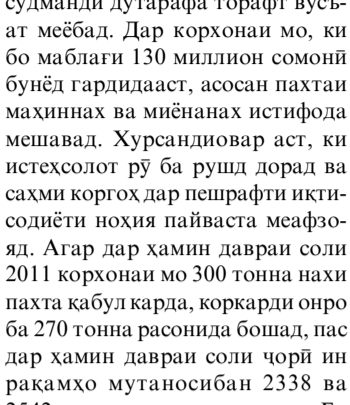 судманди дутарафа торафт вусъ-
ат меёбад. Дар корхонаи мо, ки
бо маблағи 130 миллион сомонӣ
бунёд гардидааст, асосан пахтаи
маҳиннах ва миёнанах истифода
мешавад. Хурсандиовар аст, ки
истеҳсолот рӯ ба рушд дорад ва
саҳми коргоҳ дар пешрафти иқти-
содиёти ноҳия пайваста меафзо-
яд. Агар дар ҳамин давраи соли
2011 корхонаи мо 300 тонна нахи
пахта қабул карда, коркарди онро
ба 270 тонна расонида бошад, пас
дар ҳамин давраи соли ҷорӣ ин
рақамҳо мутаносибан 2338 ва